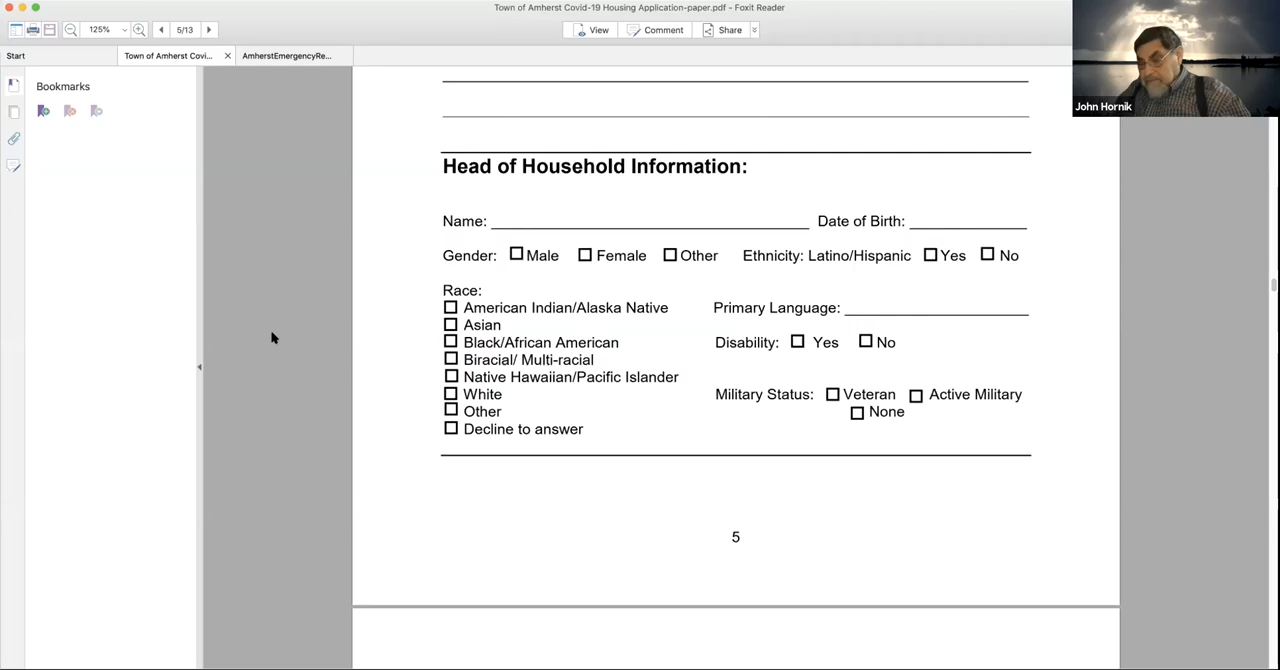 Town of Amherst Covid-19 Housing Application-paper.pdf - Foxit Reader
125% 5/13 View Comment Share
Start Town of Amherst Covi... AmherstEmergencyRe...
Bookmarks
John Hornik
Head of Household Information:
Name: Date of Birth:
Gender: Male Female Other Ethnicity: Latino/Hispanic Yes No
Race:
American Indian/Alaska Native Primary Language:
Asian
Black/African American Disability: Yes No
Biracial/ Multi-racial
Native Hawaiian/Pacific Islander
White Military Status: Veteran Active Military
Other None
Decline to answer
5